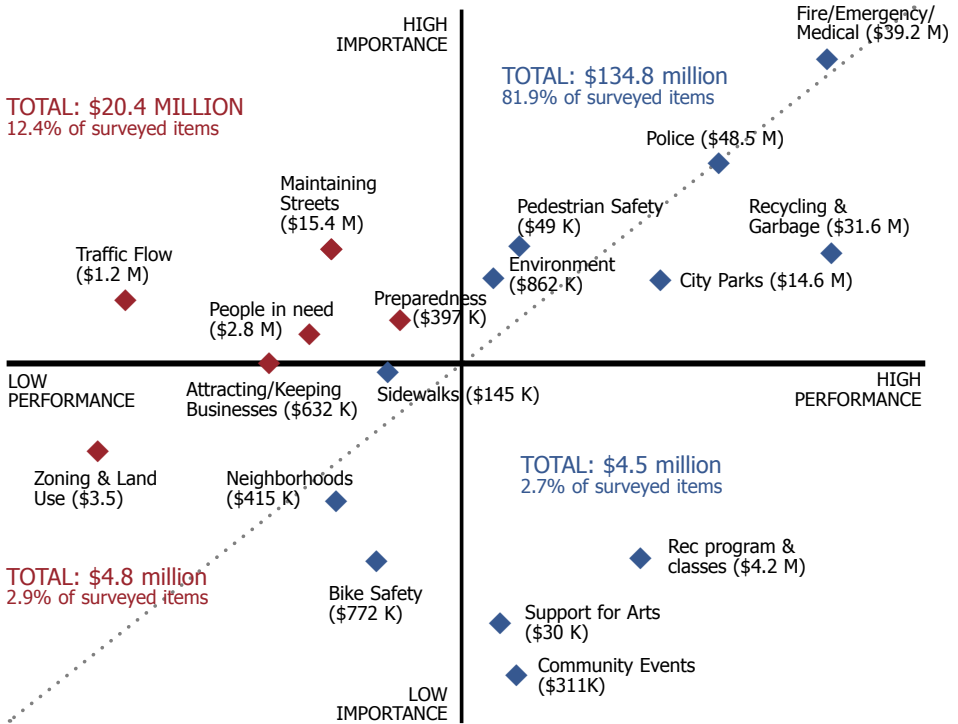 HIGH
IMPORTANCE
Fire/Emergency/
Medical ($39.2 M)
TOTAL: $134.8 million
81.9% of surveyed items
TOTAL: $20.4 MILLION
12.4% of surveyed items
Police ($48.5 M)
Maintaining
Streets
($15.4 M)
Pedestrian Safety
($49 K)
Recycling &
Garbage ($31.6 M)
Traffic Flow
($1.2 M)
Environment
($862 K)
City Parks ($14.6 M)
People in need
($2.8 M)
Preparedness
($397 K)
LOW
PERFORMANCE
Attracting/Keeping
Businesses ($632 K)
Sidewalks ($145 K)
HIGH
PERFORMANCE
Zoning & Land
Use ($3.5)
Neighborhoods
($415 K)
TOTAL: $4.5 million
2.7% of surveyed items
Rec program &
classes ($4.2 M)
TOTAL: $4.8 million
2.9% of surveyed items
Bike Safety
($772 K)
Support for Arts
($30 K)
Community Events
($311K)
LOW
IMPORTANCE